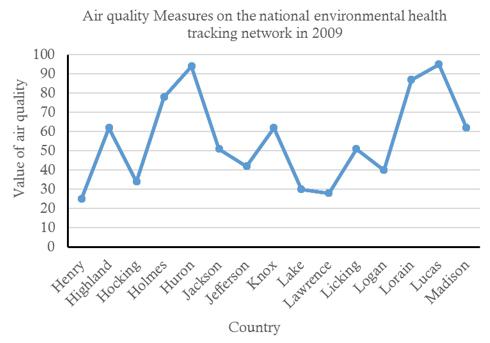 Air quality Measures on the national environmental health
tracking network in 2009
Value of air quality
100
90
80
70
60
50
40
30
20
10
0
Henry
Highland
Hocking
Holmes
Huron
Jackson
Jefferson
Knox
Lake
Lawrence
Licking
Logan
Lorain
Lucas
Madison
Country